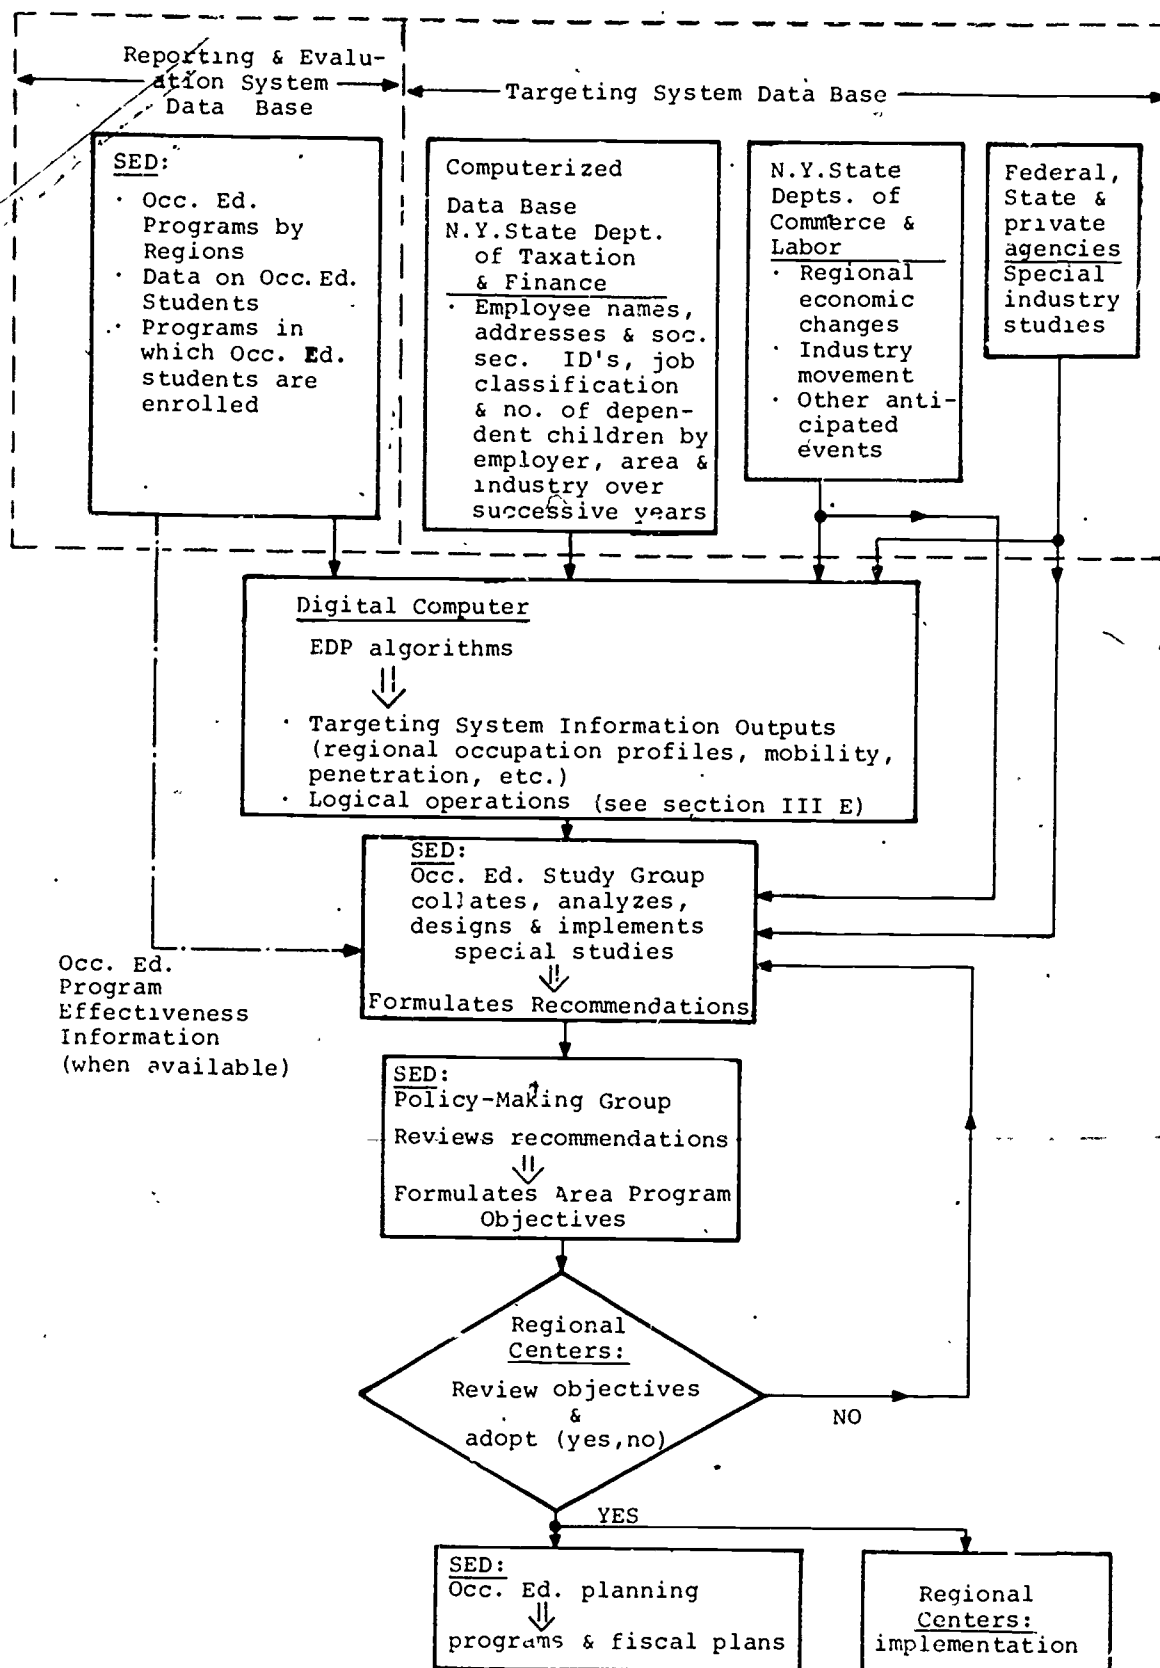 Reporting & Evalu-
ation System
Data Base
Targeting System Data Base
SED:
· Occ. Ed.
Programs by
Regions
· Data on Occ. Ed.
Students
· Programs in
which Occ. Ed.
students are
enrolled
Computerized
Data Base
N.Y.State Dept.
of Taxation
& Finance
· Employee names,
addresses & soc.
sec. ID's, job
classification
& no. of depen-
dent children by
employer, area &
industry over
successive years
N.Y.State
Depts. of
Commerce &
Labor
· Regional
economic
changes
· Industry
movement
· Other anti-
cipated
events
Federal,
State &
private
agencies
Special
industry
studies
Digital Computer
EDP algorithms
· Targeting System Information Outputs
(regional occupation profiles, mobility,
penetration, etc.)
· Logical operations (see section III E)
SED:
Occ. Ed. Study Group
collates, analyzes,
designs & implements
special studies
Formulates Recommendations
Occ. Ed.
Program
Effectiveness
Information
(when available)
SED:
Policy-Making Group
Reviews recommendations
Formulates Area Program
Objectives
Regional
Centers:
Review objectives
&
adopt (yes,no)
NO
YES
SED:
Occ. Ed. planning
programs & fiscal plans
Regional
Centers:
implementation